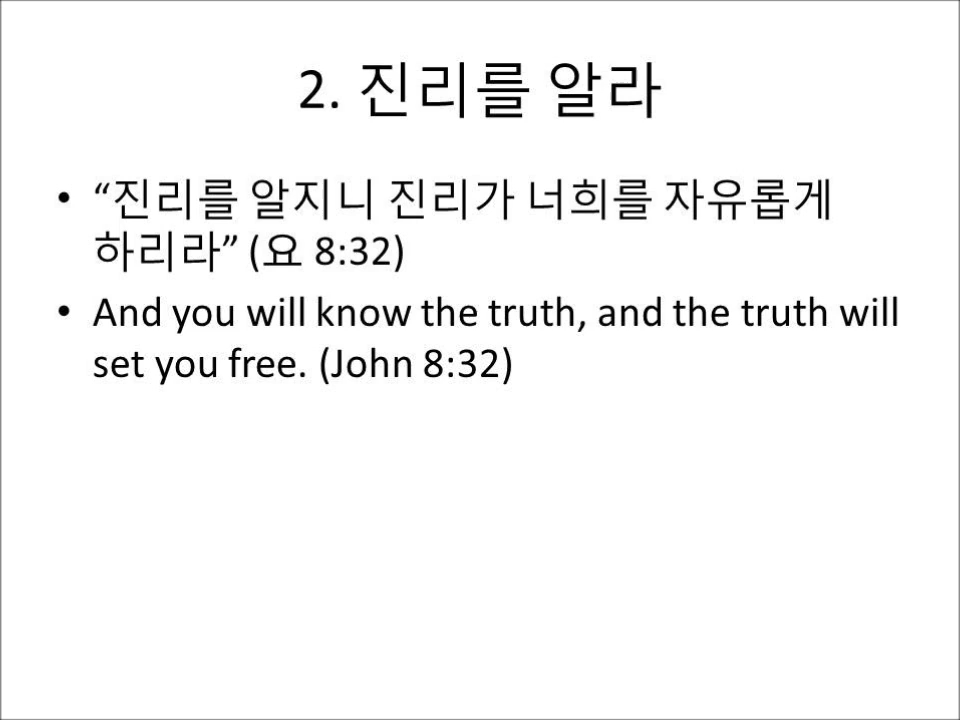 2. 진리를 알라
• “진리를 알지니 진리가 너희를 자유롭게
하리라” (요 8:32)
• And you will know the truth, and the truth will
set you free. (John 8:32)